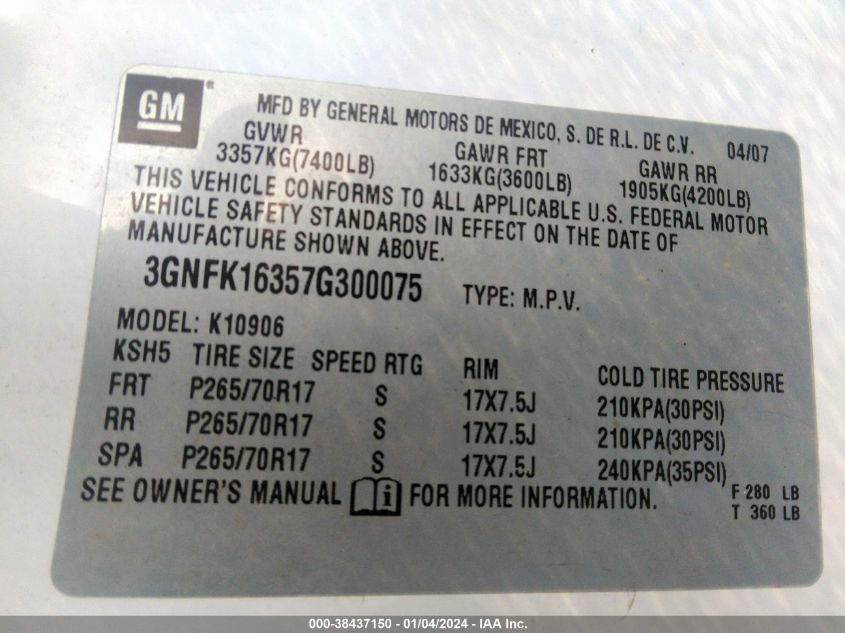 GM®
MFD BY GENERAL MOTORS DE MEXICO, S. DE R.L. DE C.V. 04/07
GVWR GAWR FRT GAWR RR
3357KG(7400LB) 1633KG(3600LB) 1905KG(4200LB)
THIS VEHICLE CONFORMS TO ALL APPLICABLE U.S. FEDERAL MOTOR
VEHICLE SAFETY STANDARDS IN EFFECT ON THE DATE OF
MANUFACTURE SHOWN ABOVE.
3GNFK16357G300075 TYPE: M.P.V.
MODEL: K10906
KSH5 TIRE SIZE SPEED RTG RIM COLD TIRE PRESSURE
FRT P265/70R17 S 17X7.5J 210KPA(30PSI)
RR P265/70R17 S 17X7.5J 210KPA(30PSI)
SPA P265/70R17 S 17X7.5J 240KPA(35PSI)
SEE OWNER'S MANUAL i FOR MORE INFORMATION. F 280 LB
T 360 LB
000-38437150 - 01/04/2024 - IAA Inc.